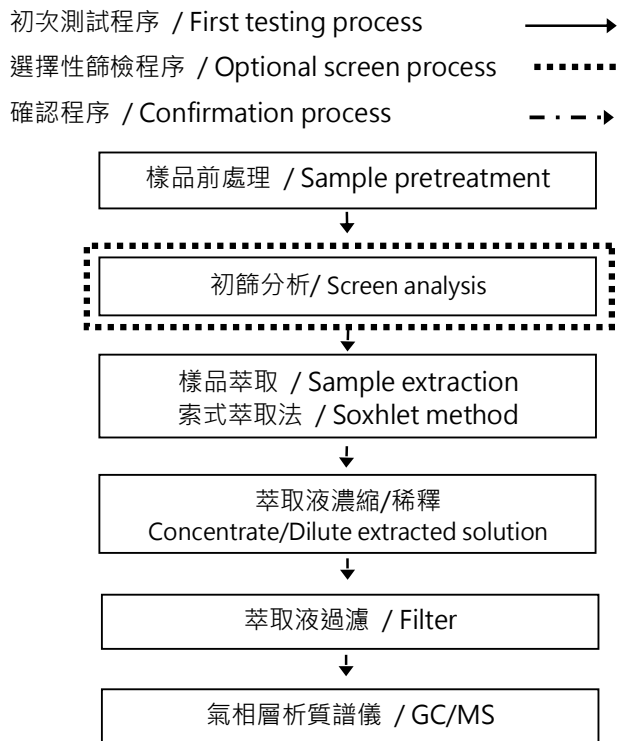 初次測試程序 / First testing process
選擇性篩檢程序 / Optional screen process
確認程序 / Confirmation process
樣品前處理 / Sample pretreatment
初篩分析/ Screen analysis
樣品萃取 / Sample extraction
索式萃取法 / Soxhlet method
萃取液濃縮/稀釋
Concentrate/Dilute extracted solution
萃取液過濾 / Filter
氣相層析質譜儀 / GC/MS